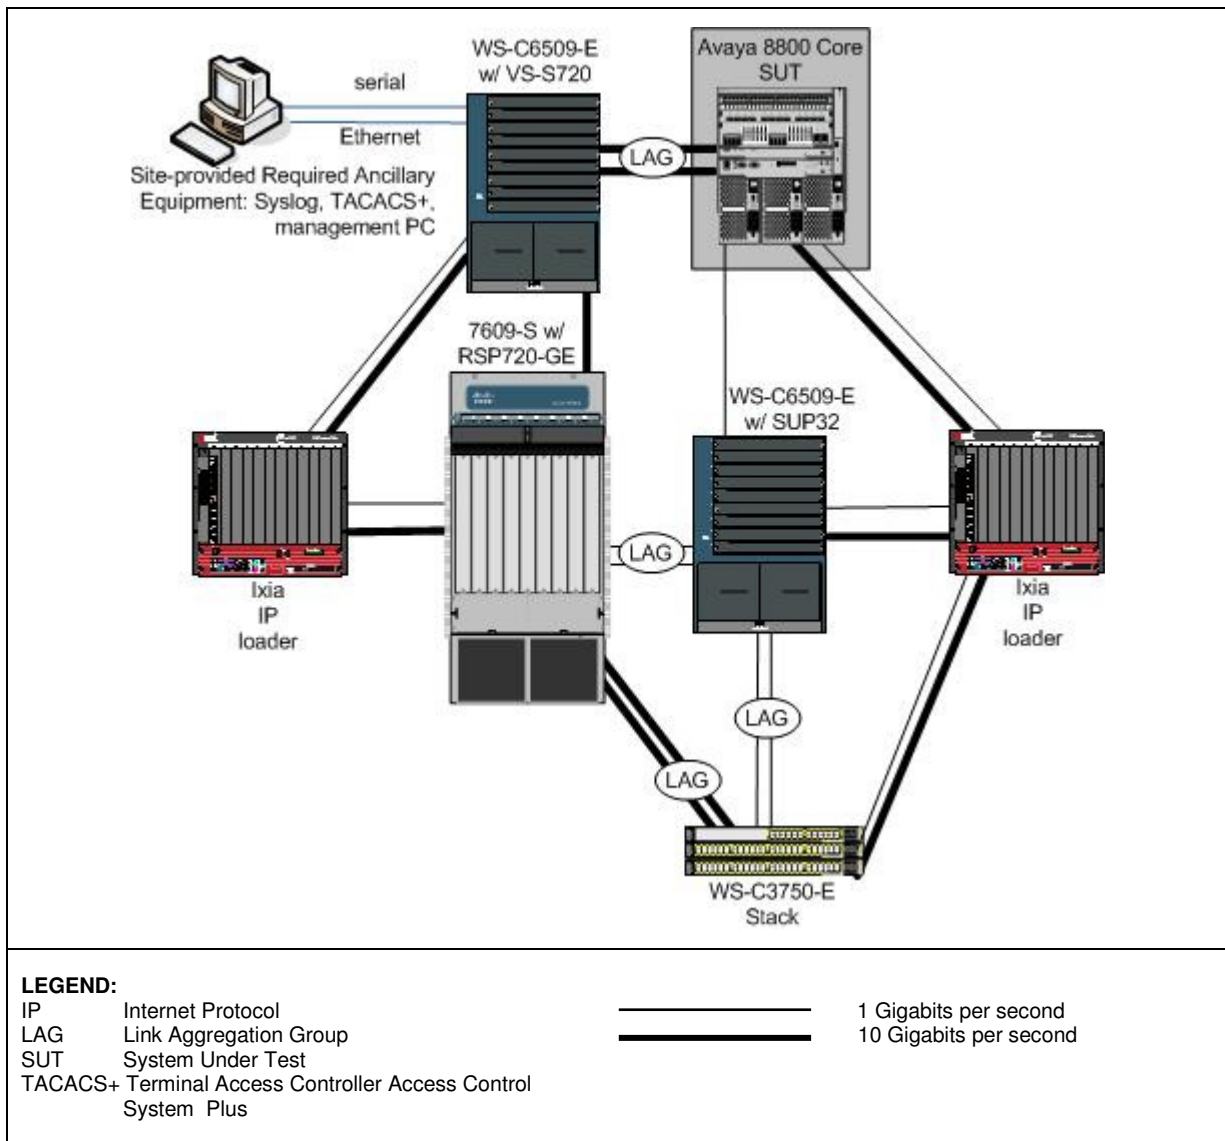 WS-C6509-E
w/ VS-S720
Avaya 8800 Core
SUT
serial
Ethernet
LAG
Site-provided Required Ancillary
Equipment: Syslog, TACACS+,
management PC
7609-S w/
RSP720-GE
WS-C6509-E
w/ SUP32
LAG
Ixia
IP
loader
Ixia
IP
loader
LAG
LAG
WS-C3750-E
Stack
LEGEND:
IP Internet Protocol
LAG Link Aggregation Group
SUT System Under Test
TACACS+ Terminal Access Controller Access Control
System Plus
1 Gigabits per second
10 Gigabits per second